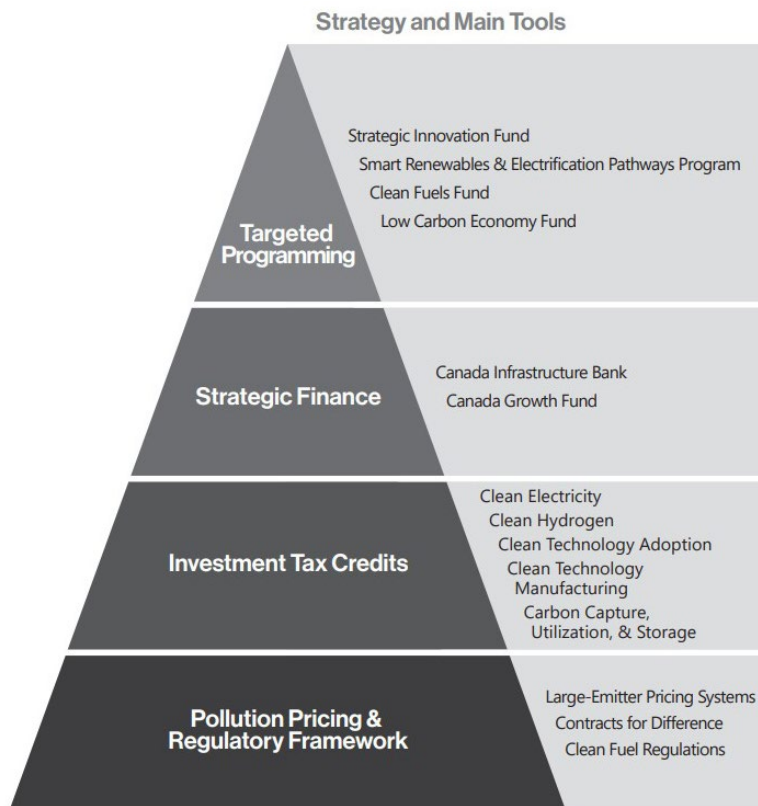 Strategy and Main Tools
Targeted
Programming
Strategic Innovation Fund
Smart Renewables & Electrification Pathways Program
Clean Fuels Fund
Low Carbon Economy Fund
Strategic Finance
Canada Infrastructure Bank
Canada Growth Fund
Investment Tax Credits
Clean Electricity
Clean Hydrogen
Clean Technology Adoption
Clean Technology
Manufacturing
Carbon Capture,
Utilization, & Storage
Pollution Pricing &
Regulatory Framework
Large-Emitter Pricing Systems
Contracts for Difference
Clean Fuel Regulations